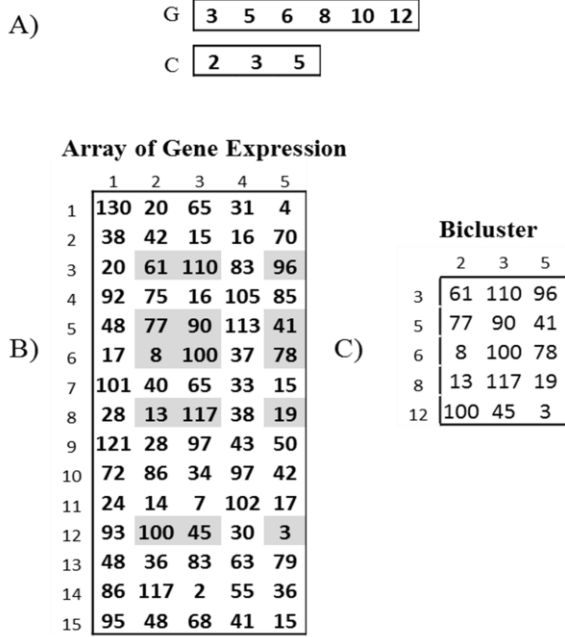 A)
G 3 5 6 8 10 12
C 2 3 5
Array of Gene Expression
1 2 3 4 5
1 130 20 65 31 4
2 38 42 15 16 70
3 20 61 110 83 96
4 92 75 16 105 85
5 48 77 90 113 41
6 17 8 100 37 78
7 101 40 65 33 15
8 28 13 117 38 19
9 121 28 97 43 50
10 72 86 34 97 42
11 24 14 7 102 17
12 93 100 45 30 3
13 48 36 83 63 79
14 86 117 2 55 36
15 95 48 68 41 15
B)
C)
Bicluster
2 3 5
3 61 110 96
5 77 90 41
6 8 100 78
8 13 117 19
12 100 45 3